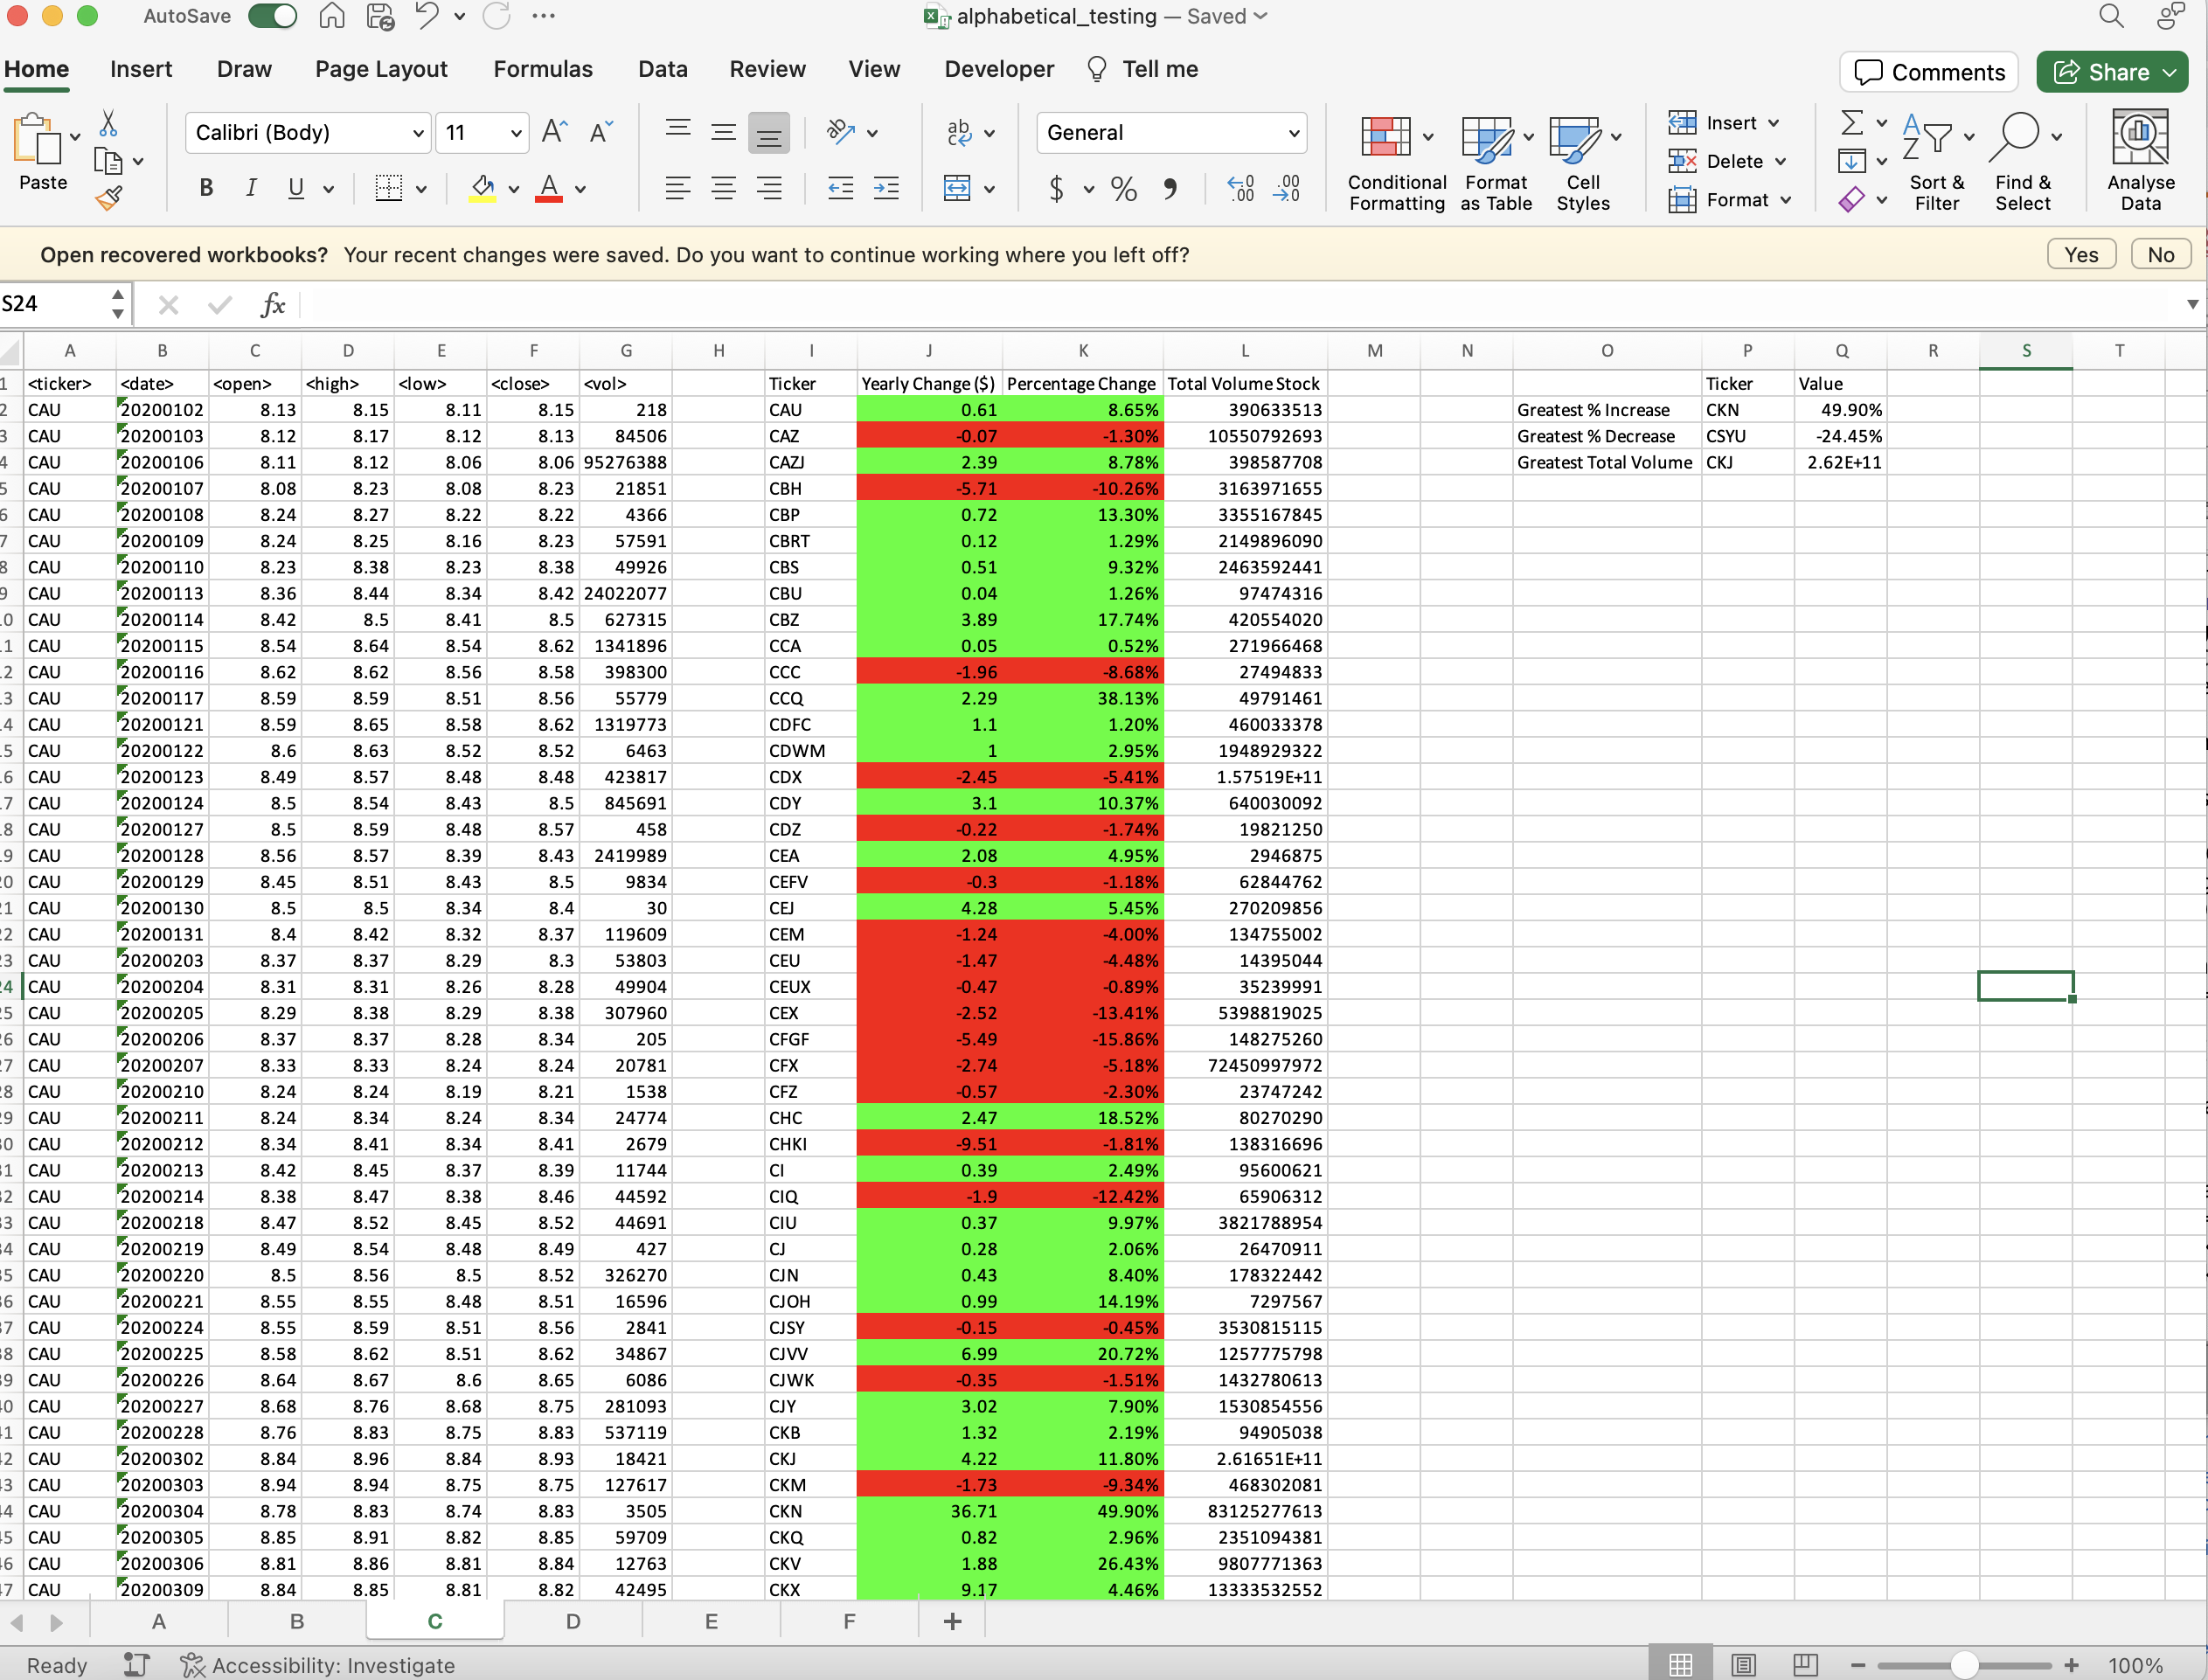 AutoSave alphabetical_testing — Saved
Home Insert Draw Page Layout Formulas Data Review View Developer Tell me Comments Share
Calibri (Body) 11 General Insert
Delete
Paste Conditional Formatting Format as Table Cell Styles Format Sort & Filter Find & Select Analyse Data
Open recovered workbooks? Your recent changes were saved. Do you want to continue working where you left off? Yes No
S24 fx
A B C D E F G H I J K L M N O P Q R S T
1 <ticker> <date> <open> <high> <low> <close> <vol> Ticker Yearly Change ($) Percentage Change Total Volume Stock Ticker Value
2 CAU 20200102 8.13 8.15 8.11 8.15 218 CAU 0.61 8.65% 390633513 Greatest % Increase CKN 49.90%
3 CAU 20200103 8.12 8.17 8.12 8.13 84506 CAZ -0.07 -1.30% 10550792693 Greatest % Decrease CSYU -24.45%
4 CAU 20200106 8.11 8.12 8.06 8.06 95276388 CAZJ 2.39 8.78% 398587708 Greatest Total Volume CKJ 2.62E+11
5 CAU 20200107 8.08 8.23 8.08 8.23 21851 CBH -5.71 -10.26% 3163971655
6 CAU 20200108 8.24 8.27 8.22 8.22 4366 CBP 0.72 13.30% 3355167845
7 CAU 20200109 8.24 8.25 8.16 8.23 57591 CBRT 0.12 1.29% 2149896090
8 CAU 20200110 8.23 8.38 8.23 8.38 49926 CBS 0.51 9.32% 2463592441
9 CAU 20200113 8.36 8.44 8.34 8.42 24022077 CBU 0.04 1.26% 97474316
0 CAU 20200114 8.42 8.5 8.41 8.5 627315 CBZ 3.89 17.74% 420554020
1 CAU 20200115 8.54 8.64 8.54 8.62 1341896 CCA 0.05 0.52% 271966468
2 CAU 20200116 8.62 8.62 8.56 8.58 398300 CCC -1.96 -8.68% 27494833
3 CAU 20200117 8.59 8.59 8.51 8.56 55779 CCQ 2.29 38.13% 49791461
4 CAU 20200121 8.59 8.65 8.58 8.62 1319773 CDFC 1.1 1.20% 460033378
5 CAU 20200122 8.6 8.63 8.52 8.52 6463 CDWM 1 2.95% 1948929322
6 CAU 20200123 8.49 8.57 8.48 8.48 423817 CDX -2.45 -5.41% 1.57519E+11
7 CAU 20200124 8.5 8.54 8.43 8.5 845691 CDY 3.1 10.37% 640030092
8 CAU 20200127 8.5 8.59 8.48 8.57 458 CDZ -0.22 -1.74% 19821250
9 CAU 20200128 8.56 8.57 8.39 8.43 2419989 CEA 2.08 4.95% 2946875
20 CAU 20200129 8.45 8.51 8.43 8.5 9834 CEFV -0.3 -1.18% 62844762
21 CAU 20200130 8.5 8.5 8.34 8.4 30 CEJ 4.28 5.45% 270209856
22 CAU 20200131 8.4 8.42 8.32 8.37 119609 CEM -1.24 -4.00% 134755002
23 CAU 20200203 8.37 8.37 8.29 8.3 53803 CEU -1.47 -4.48% 14395044
24 CAU 20200204 8.31 8.31 8.26 8.28 49904 CEUX -0.47 -0.89% 35239991
25 CAU 20200205 8.29 8.38 8.29 8.38 307960 CEX -2.52 -13.41% 5398819025
26 CAU 20200206 8.37 8.37 8.28 8.34 205 CFGF -5.49 -15.86% 148275260
27 CAU 20200207 8.33 8.33 8.24 8.24 20781 CFX -2.74 -5.18% 72450997972
28 CAU 20200210 8.24 8.24 8.19 8.21 1538 CFZ -0.57 -2.30% 23747242
29 CAU 20200211 8.24 8.34 8.24 8.34 24774 CHC 2.47 18.52% 80270290
30 CAU 20200212 8.34 8.41 8.34 8.41 2679 CHKI -9.51 -1.81% 138316696
31 CAU 20200213 8.42 8.45 8.37 8.39 11744 CI 0.39 2.49% 95600621
32 CAU 20200214 8.38 8.47 8.38 8.46 44592 CIQ -1.9 -12.42% 65906312
33 CAU 20200218 8.47 8.52 8.45 8.52 44691 CIU 0.37 9.97% 3821788954
34 CAU 20200219 8.49 8.54 8.48 8.49 427 CJ 0.28 2.06% 26470911
35 CAU 20200220 8.5 8.56 8.5 8.52 326270 CJN 0.43 8.40% 178322442
36 CAU 20200221 8.55 8.55 8.48 8.51 16596 CJOH 0.99 14.19% 7297567
37 CAU 20200224 8.55 8.59 8.51 8.56 2841 CJSY -0.15 -0.45% 3530815115
38 CAU 20200225 8.58 8.62 8.51 8.62 34867 CJVV 6.99 20.72% 1257775798
39 CAU 20200226 8.64 8.67 8.6 8.65 6086 CJWK -0.35 -1.51% 1432780613
40 CAU 20200227 8.68 8.76 8.68 8.75 281093 CJY 3.02 7.90% 1530854556
41 CAU 20200228 8.76 8.83 8.75 8.83 537119 CKB 1.32 2.19% 94905038
42 CAU 20200302 8.84 8.96 8.84 8.93 18421 CKJ 4.22 11.80% 2.61651E+11
43 CAU 20200303 8.94 8.94 8.75 8.75 127617 CKM -1.73 -9.34% 468302081
44 CAU 20200304 8.78 8.83 8.74 8.83 3505 CKN 36.71 49.90% 83125277613
45 CAU 20200305 8.85 8.91 8.82 8.85 59709 CKQ 0.82 2.96% 2351094381
46 CAU 20200306 8.81 8.86 8.81 8.84 12763 CKV 1.88 26.43% 9807771363
47 CAU 20200309 8.84 8.85 8.81 8.82 42495 CKX 9.17 4.46% 13333532552
A B C D E F +
Ready Accessibility: Investigate 100%